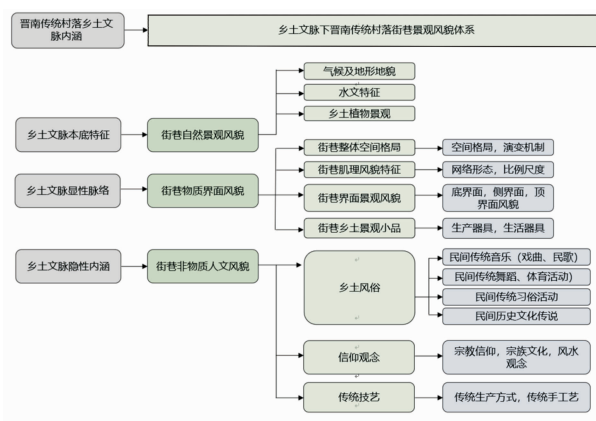 晋南传统村落乡土文
脉内涵
乡土文脉下晋南传统村落街巷景观风貌体系
气候及地形地貌
水文特征
乡土植物景观
乡土文脉本底特征
街巷自然景观风貌
街巷整体空间格局
空间格局，演变机制
街巷肌理风貌特征
网络形态，比例尺度
乡土文脉显性脉络
街巷物质界面风貌
街巷界面景观风貌
底界面，侧界面，顶
界面风貌
街巷乡土景观小品
生产器具，生活器具
乡土文脉隐性内涵
街巷非物质人文风貌
乡土风俗
民间传统音乐（戏曲、民歌）
民间传统舞蹈、体育活动）
民间传统习俗活动
民间历史文化传说
信仰观念
宗教信仰，宗族文化，风水
观念
传统技艺
传统生产方式，传统手工艺